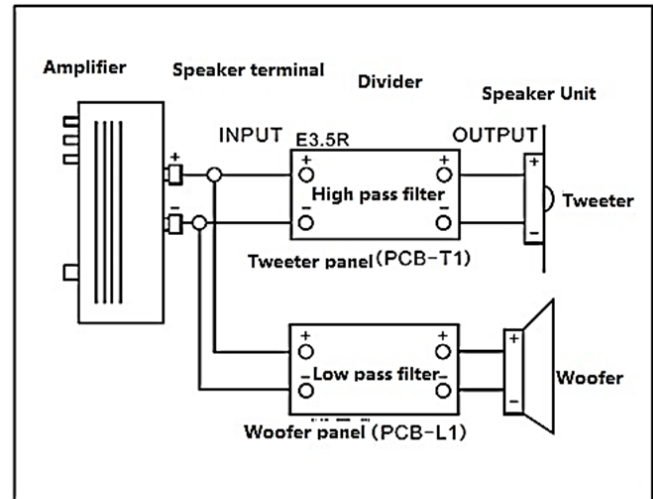 Amplifier
Speaker terminal
Divider
Speaker Unit
INPUT
E3.5R
OUTPUT
+
+
+
+
High pass filter
Tweeter
−
−
−
−
Tweeter panel (PCB-T1)
+
+
+
Low pass filter
Woofer
−
−
−
Woofer panel (PCB-L1)